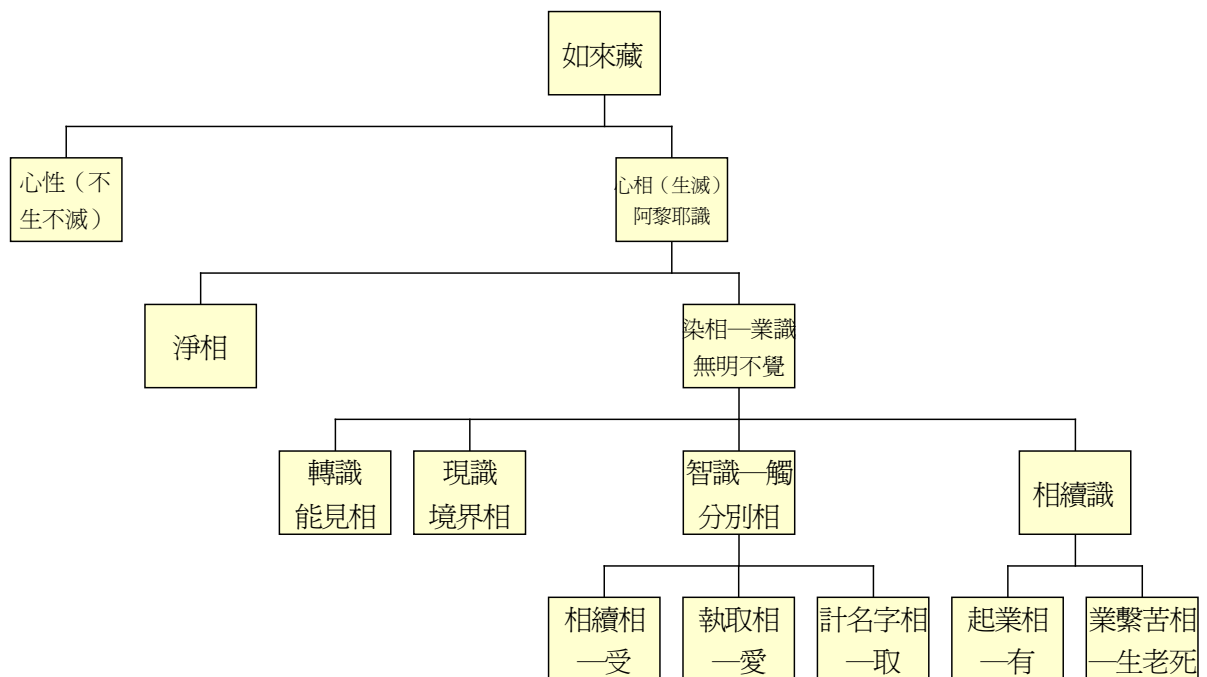 如來藏
心性（不
生不滅）
心相（生滅）
阿黎耶識
淨相
染相—業識
無明不覺
轉識
能見相
現識
境界相
智識—觸
分別相
相續識
相續相
—受
執取相
—愛
計名字相
—取
起業相
—有
業繫苦相
—生老死